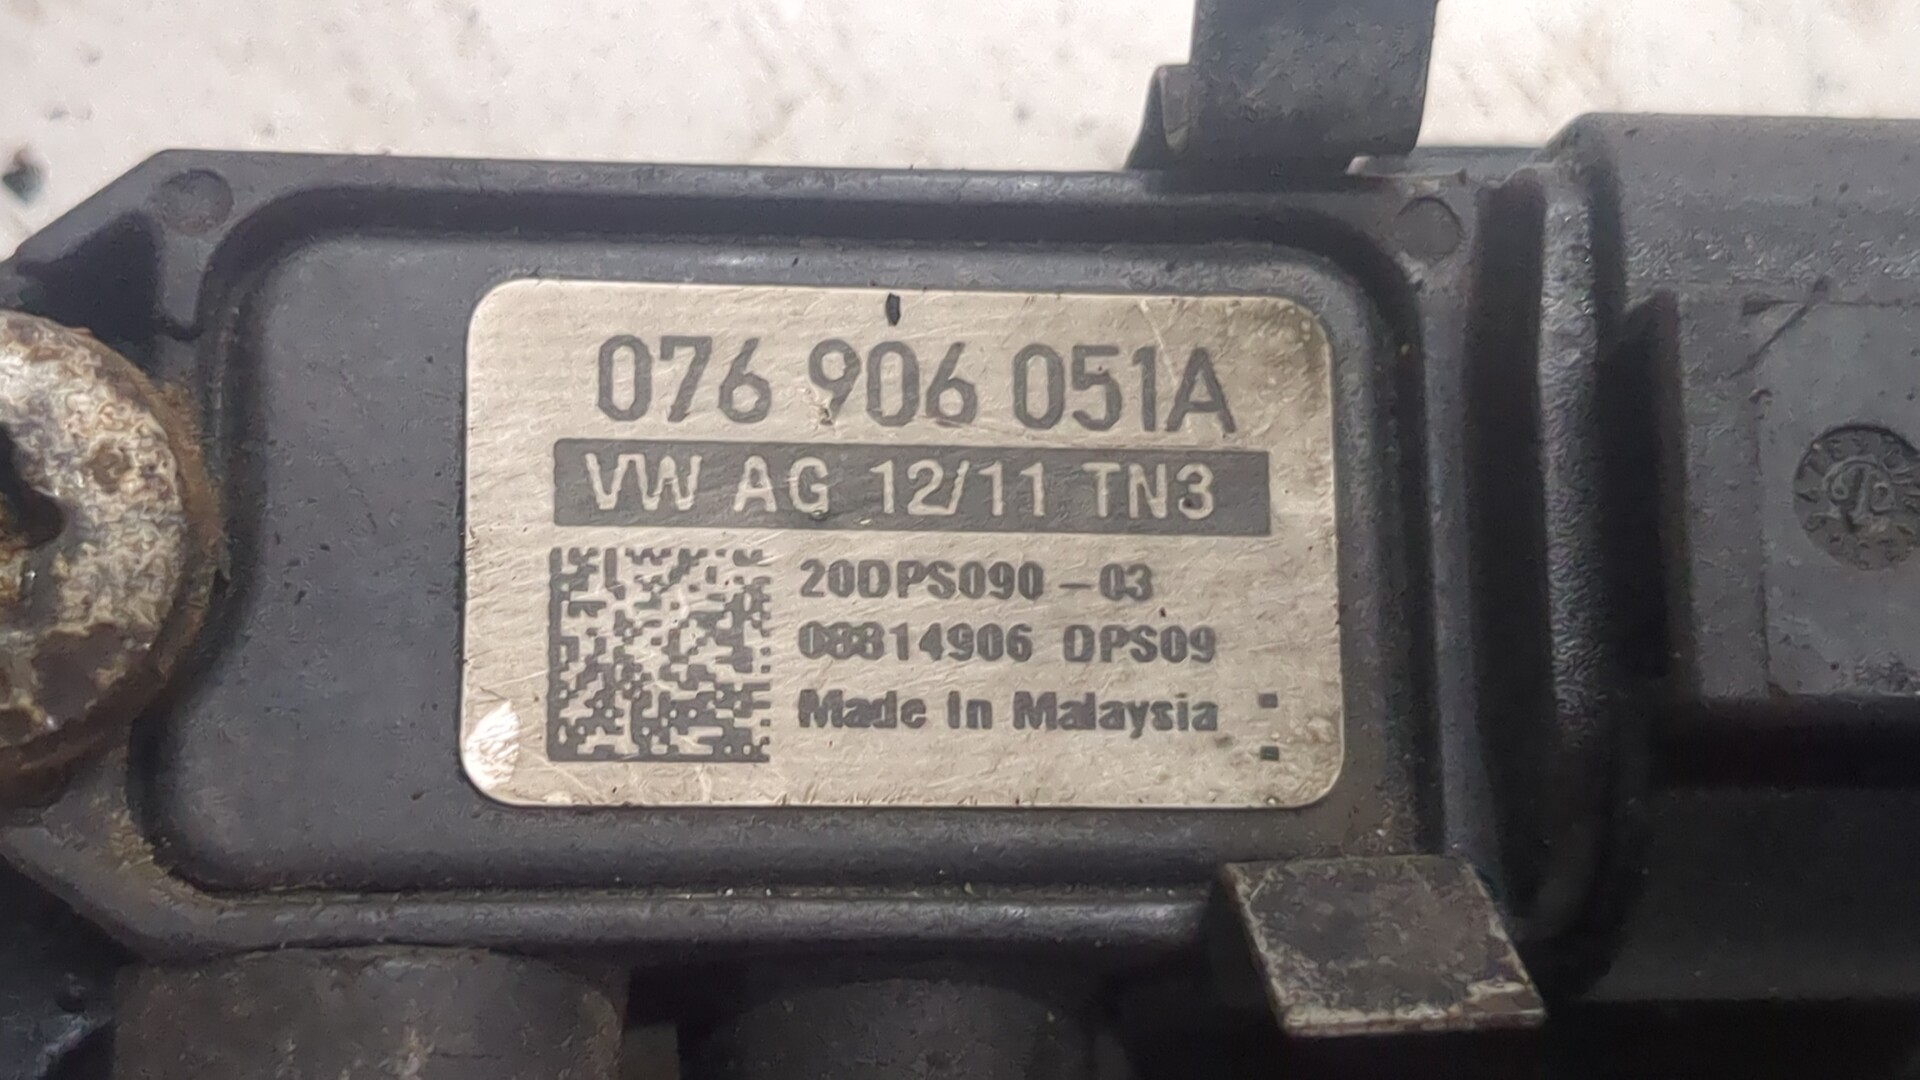 076 906 051A
VW AG 12/11 TN3
20DPS090-03
08814906 DPS09
Made In Malaysia